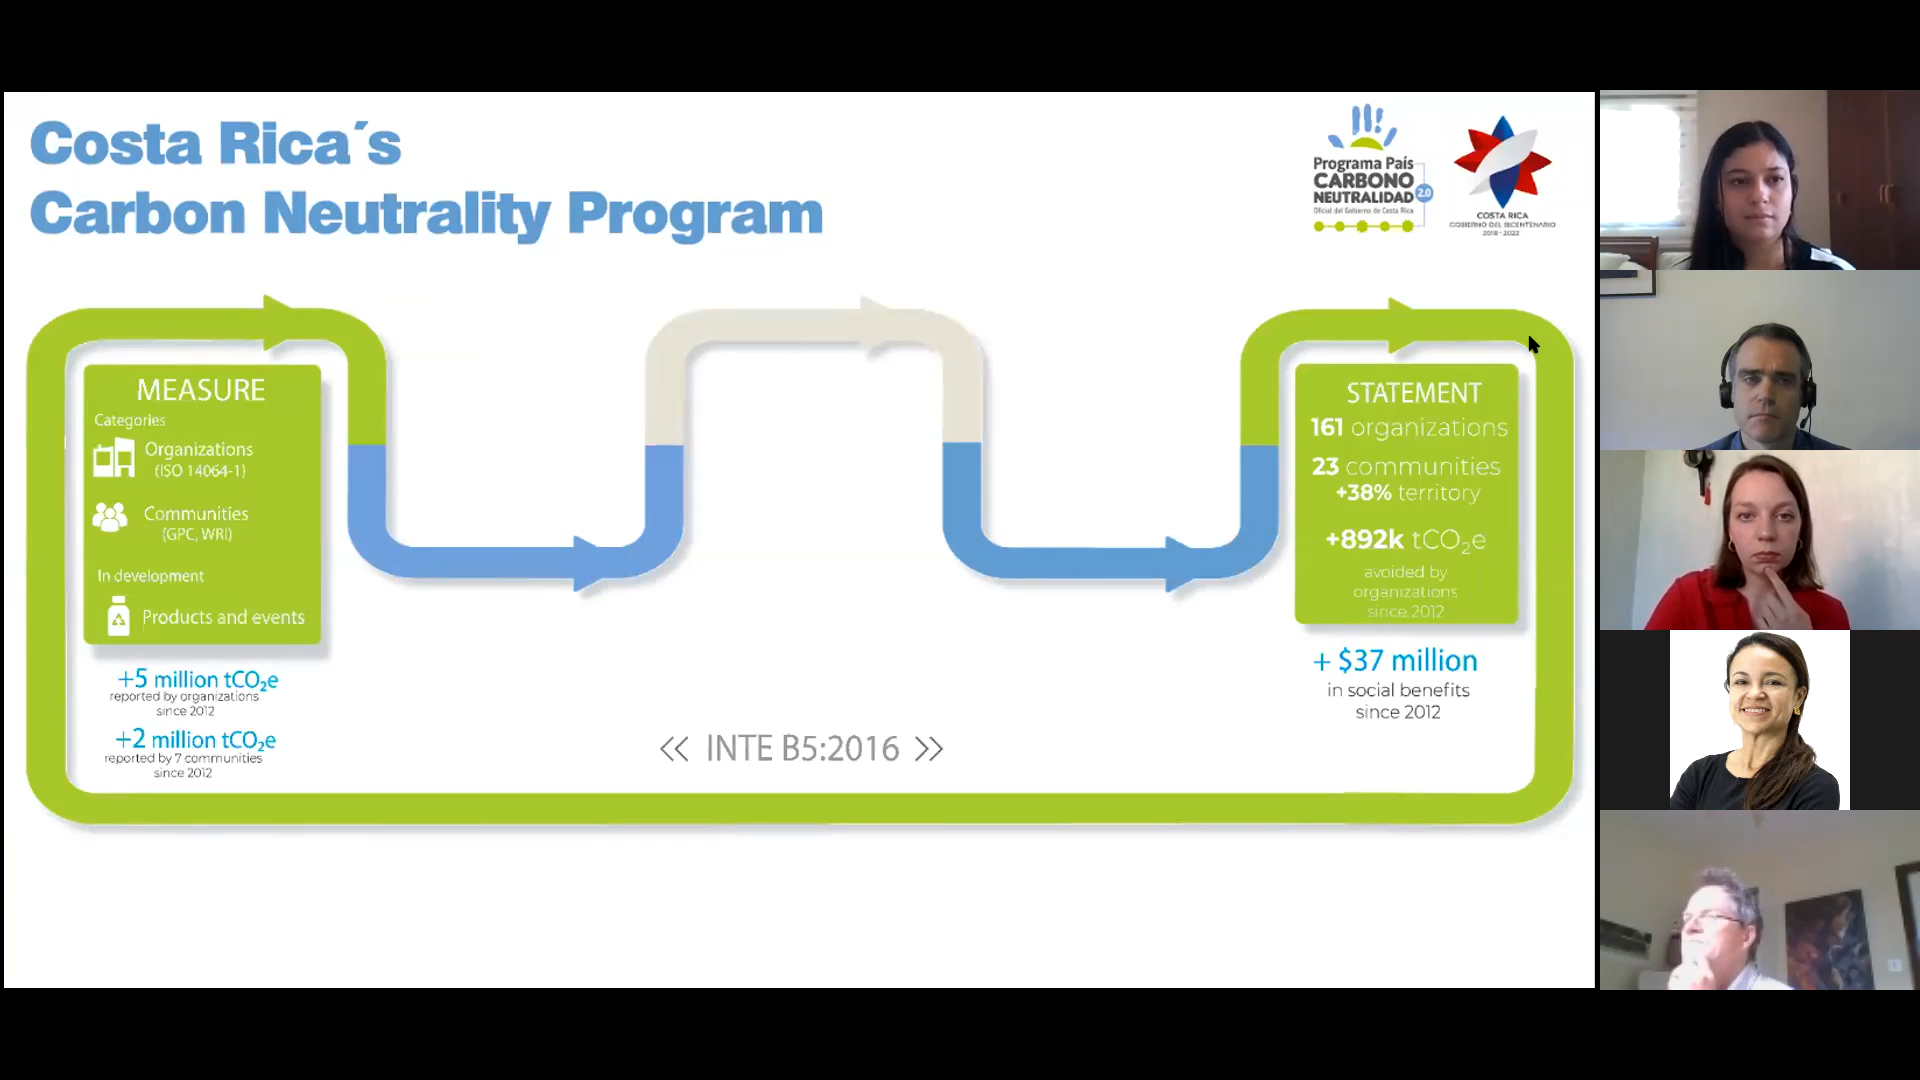 Costa Rica´s
Carbon Neutrality Program
Programa País
CARBONO
NEUTRALIDAD
2.0
Oficial del Gobierno de Costa Rica
COSTA RICA
GOBIERNO DEL BICENTENARIO
2018 - 2022
MEASURE
Categories
Organizations
(ISO 14064-1)
Communities
(GPC, WRI)
In development
Products and events
+5 million tCO₂e
reported by organizations
since 2012
+2 million tCO₂e
reported by 7 communities
since 2012
<< INTE B5:2016 >>
STATEMENT
161 organizations
23 communities
+38% territory
+892k tCO₂e
avoided by
organizations
since 2012
+ $37 million
in social benefits
since 2012